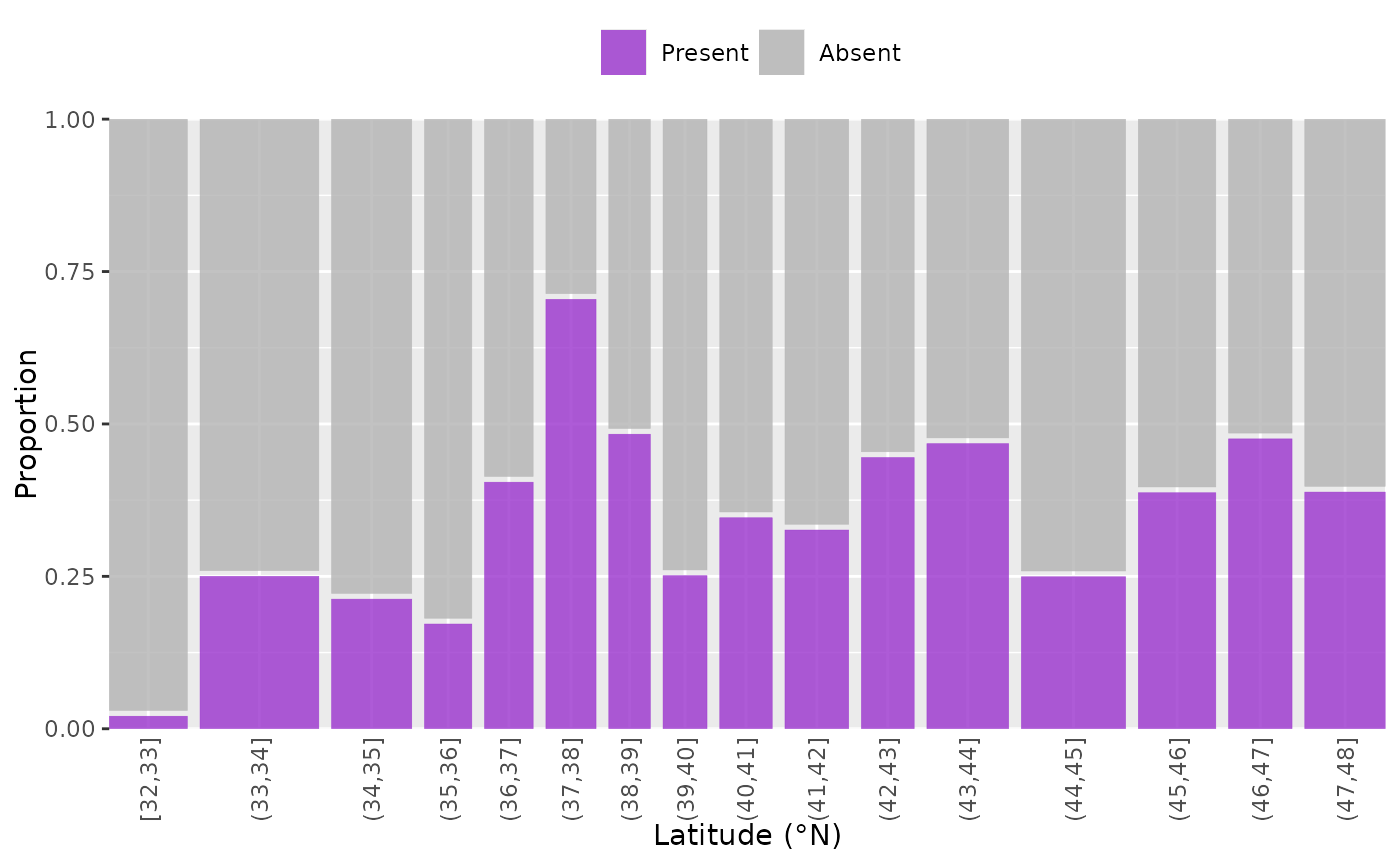 Present Absent
1.00
0.75
0.50
0.25
0.00
Proportion
[32,33] (33,34] (34,35] (35,36] (36,37] (37,38] (38,39] (39,40] (40,41] (41,42] (42,43] (43,44] (44,45] (45,46] (46,47] (47,48]
Latitude (°N)